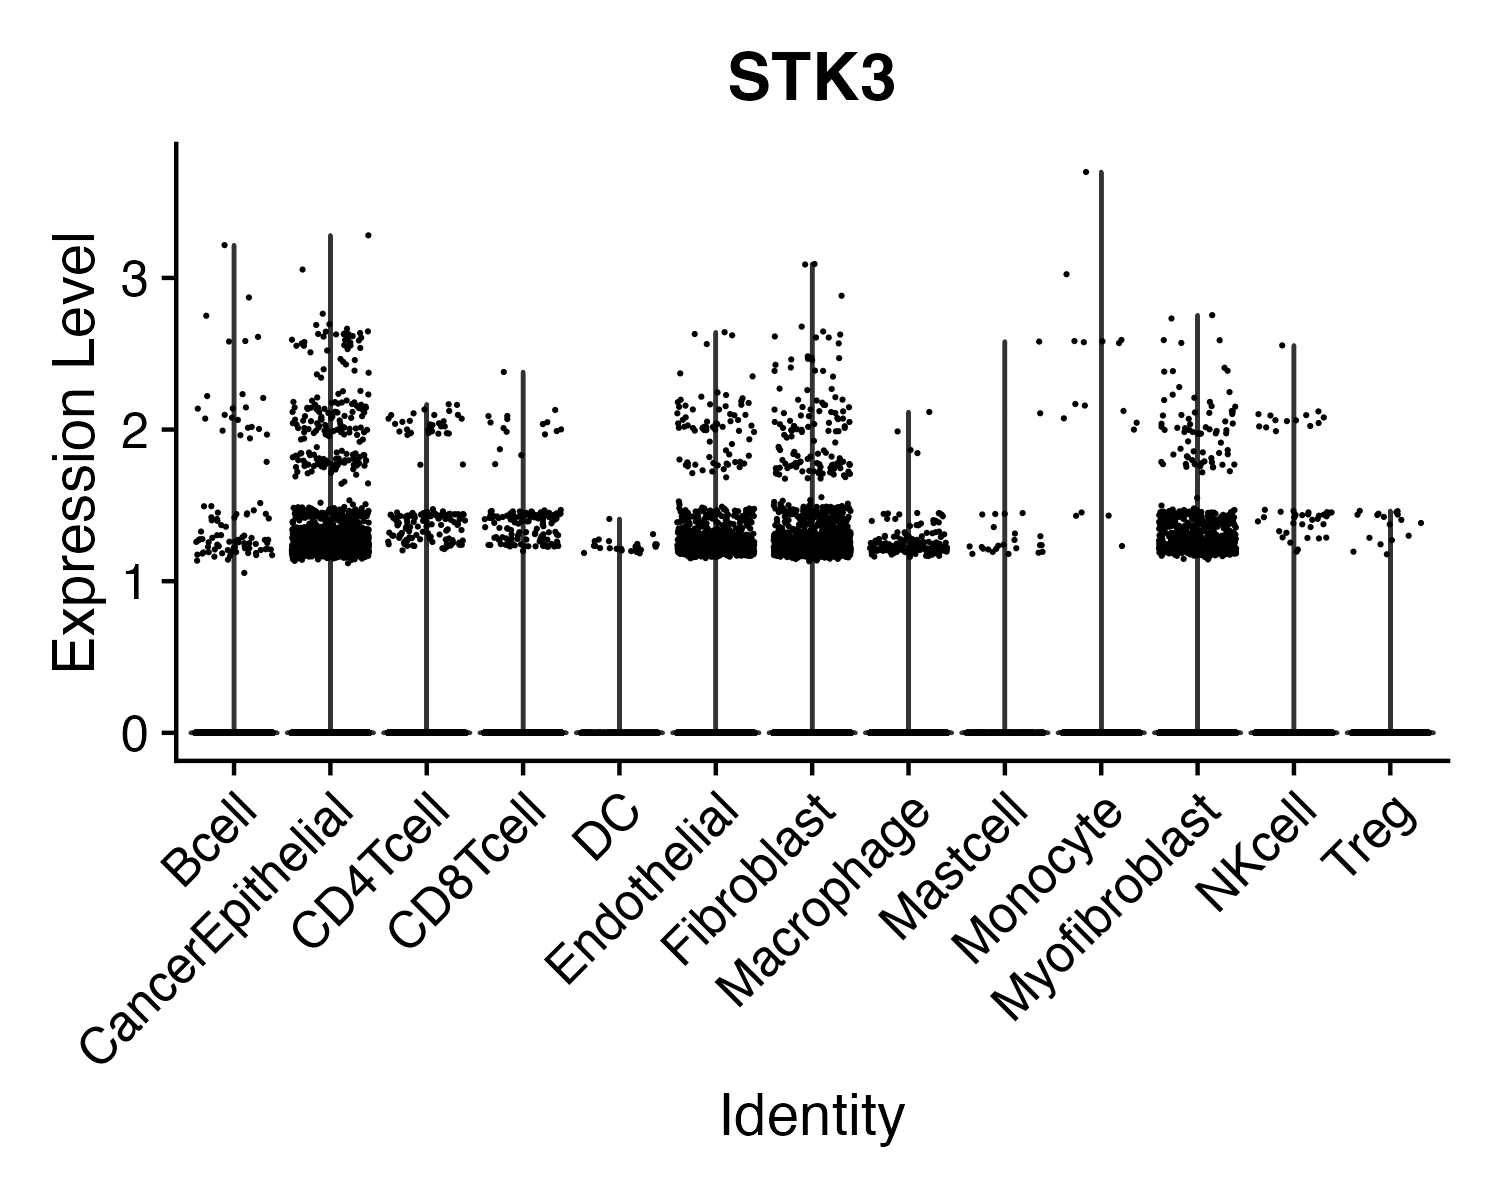 STK3
Expression Level
3
2
1
0
Bcell
CancerEpithelial
CD4Tcell
CD8Tcell
DC
Endothelial
Fibroblast
Macrophage
Mastcell
Monocyte
Myofibroblast
NKcell
Treg
Identity